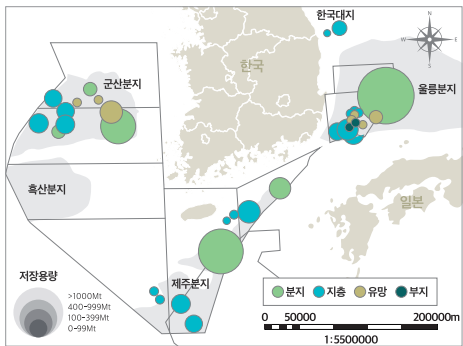 한국대지
N
W E
S
군산분지
한국
울릉분지
흑산분지
일본
제주분지
저장용량
>1000Mt
400~999Mt
100~399Mt
0~99Mt
분지 지층 유망 부지
0 50000 200000m
1:5500000